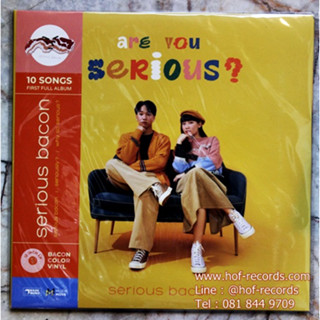 are you
serious?
10 SONGS
FIRST FULL ALBUM
serious bacon
BACON
COLOR
VINYL
serious bac
www.hof-records.com
Line : @hof-records
Tel : 081 844 9709